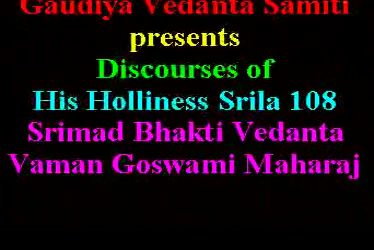 Gaudiya Vedanta Samiti
presents
Discourses of
His Holliness Srila 108
Srimad Bhakti Vedanta
Vaman Goswami Maharaj